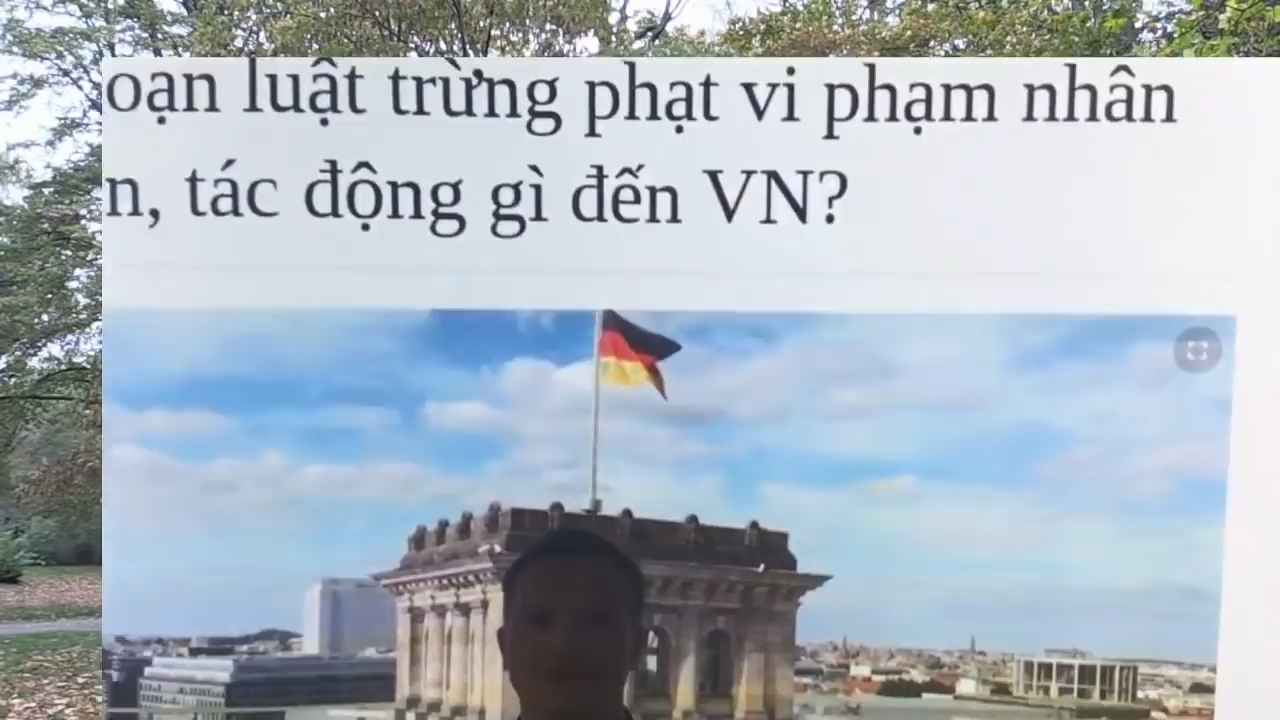 oạn luật trừng phạt vi phạm nhân
n, tác động gì đến VN?